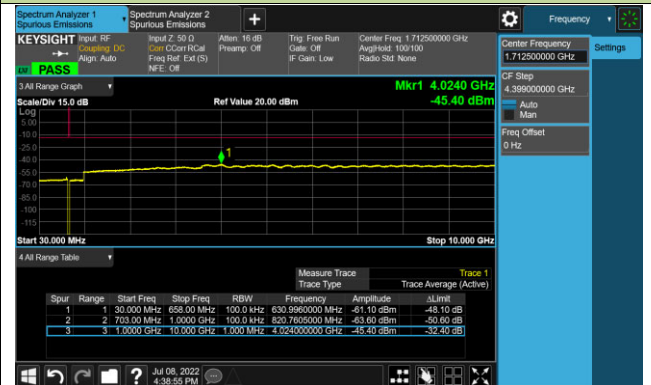 Spectrum Analyzer 1
Spurious Emissions
Spectrum Analyzer 2
Spurious Emissions
+
Frequency
KEYSIGHT
Input: RF
Coupling: DC
Align: Auto
Input Z: 50 Ω
Corr CCorr RCal
Freq Ref: Ext (S)
NFE: Off
Atten: 16 dB
Preamp: Off
Trig: Free Run
Gate: Off
IF Gain: Low
Center Freq: 1.712500000 GHz
Avg|Hold: 100/100
Radio Std: None
PASS
Center Frequency
1.712500000 GHz
Settings
CF Step
4.399000000 GHz
Auto
Man
Freq Offset
0 Hz
3 All Range Graph
Mkr1 4.0240 GHz
-45.40 dBm
Scale/Div 15.0 dB
Ref Value 20.00 dBm
Log
5.00
-10.0
-25.0
-40.0
-55.0
-70.0
-85.0
-100
-115
1
Start 30.000 MHz
Stop 10.000 GHz
4 All Range Table
Measure Trace Trace 1
Trace Type Trace Average (Active)
Spur Range Start Freq Stop Freq RBW Frequency Amplitude ΔLimit
1 1 30.000 MHz 658.00 MHz 100.0 kHz 630.9960000 MHz -61.10 dBm -48.10 dB
2 2 703.00 MHz 1.0000 GHz 100.0 kHz 820.7605000 MHz -63.60 dBm -50.60 dB
3 3 1.0000 GHz 10.000 GHz 1.000 MHz 4.024000000 GHz -45.40 dBm -32.40 dB
?
Jul 08, 2022
4:38:55 PM